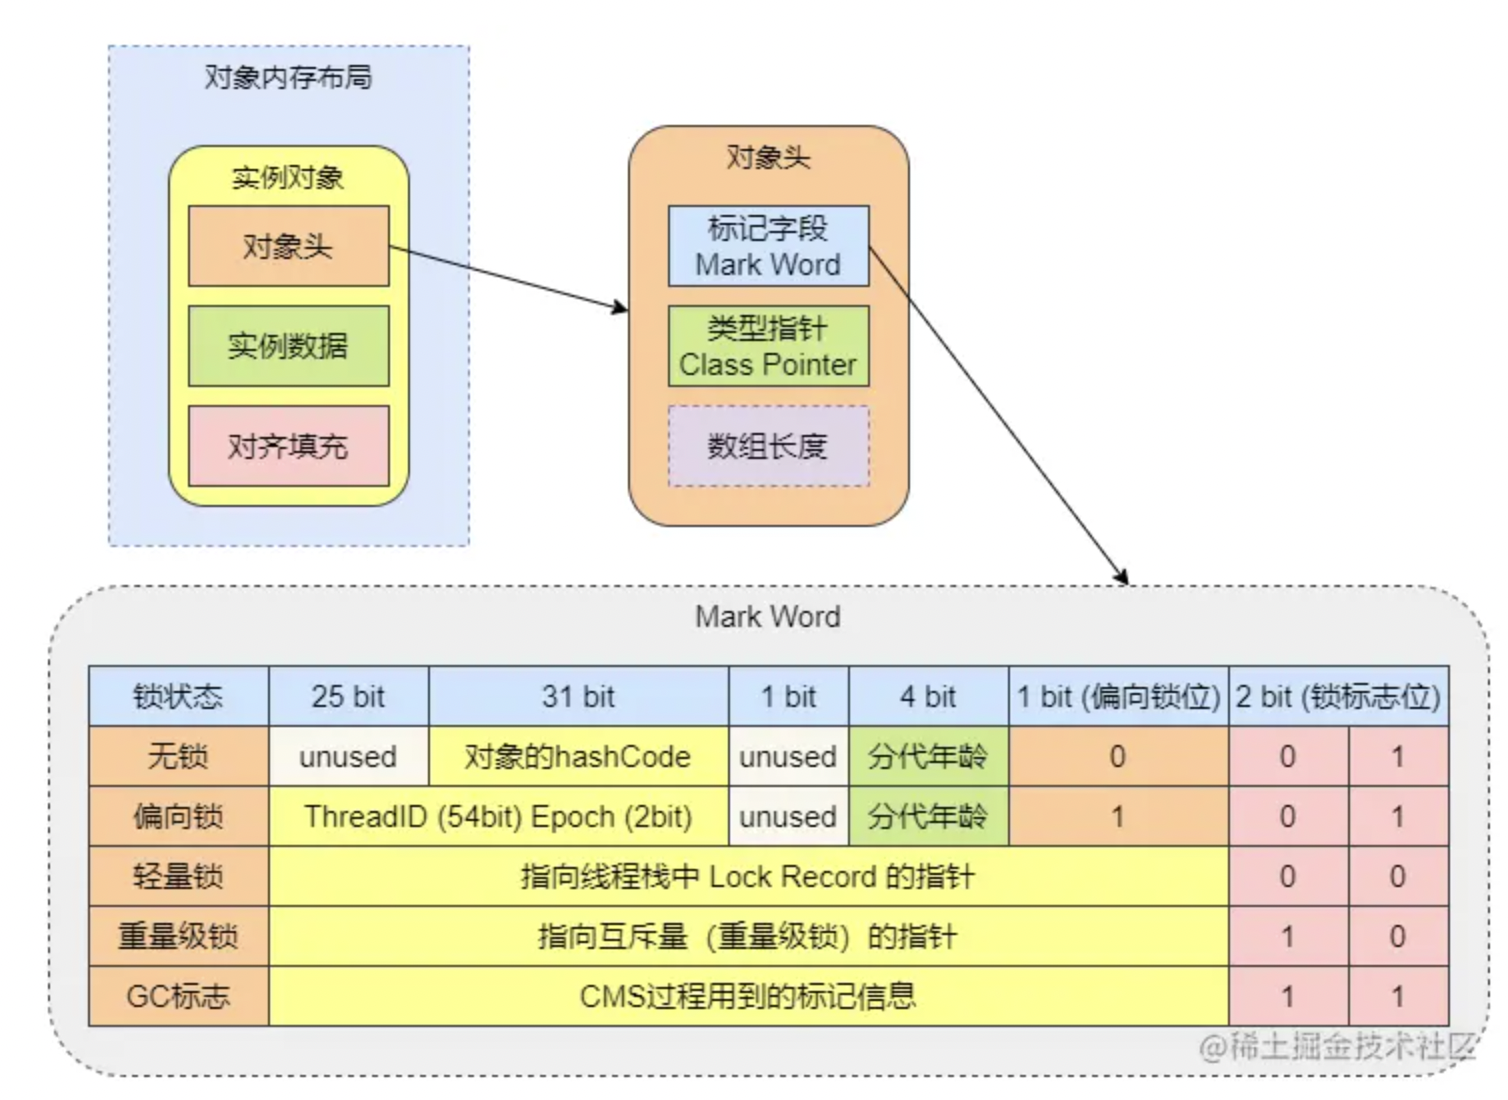 对象内存布局
实例对象
对象头
实例数据
对齐填充
对象头
标记字段
Mark Word
类型指针
Class Pointer
数组长度
Mark Word
锁状态 25 bit 31 bit 1 bit 4 bit 1 bit (偏向锁位) 2 bit (锁标志位)
无锁 unused 对象的hashCode unused 分代年龄 0 0 1
偏向锁 ThreadID (54bit) Epoch (2bit) unused 分代年龄 1 0 1
轻量锁 指向线程栈中 Lock Record 的指针 0 0
重量级锁 指向互斥量（重量级锁）的指针 1 0
GC标志 CMS过程用到的标记信息 1 1
@稀土掘金技术社区